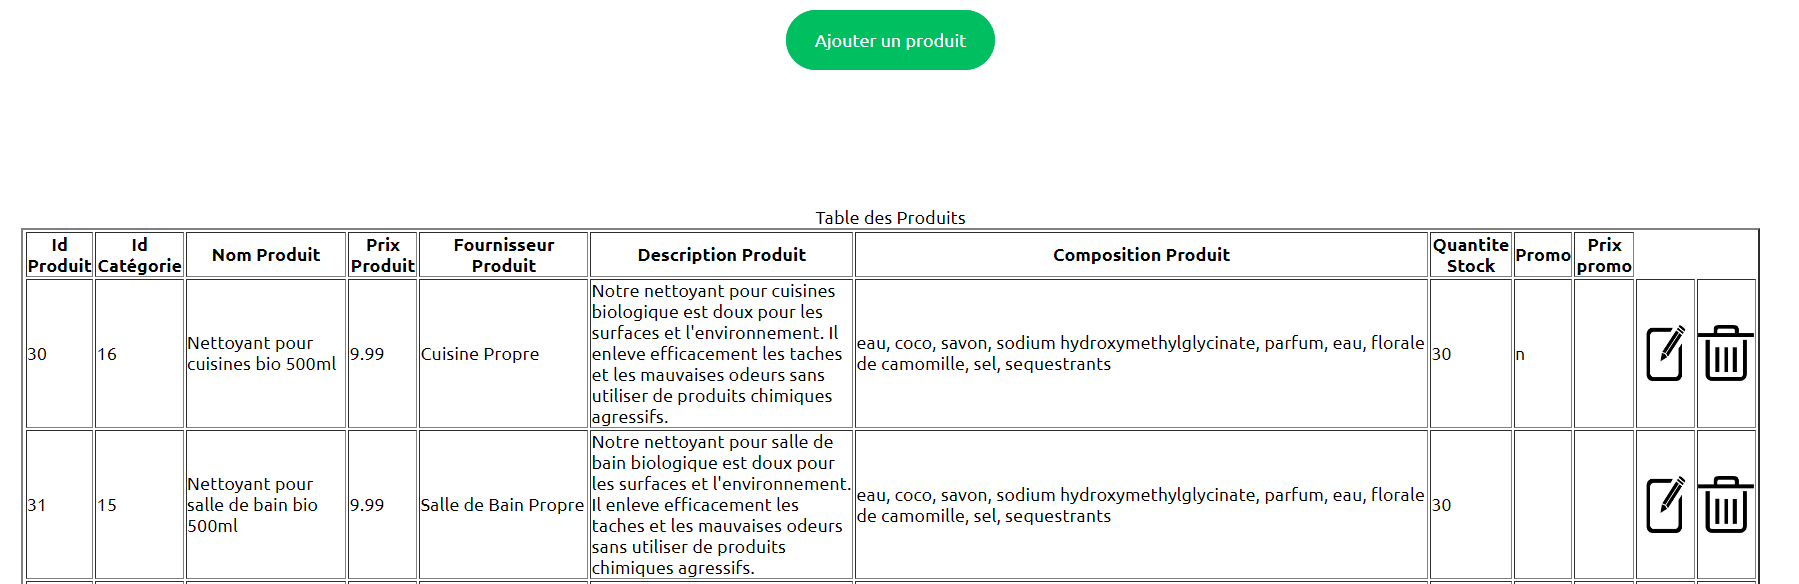 Ajouter un produit
Table des Produits
Id Produit Id Catégorie Nom Produit Prix Produit Fournisseur Produit Description Produit Composition Produit Quantite Stock Promo Prix promo
30
16
Nettoyant pour
cuisines bio 500ml
9.99
Cuisine Propre
Notre nettoyant pour cuisines
biologique est doux pour les
surfaces et l'environnement. Il
enleve efficacement les taches
et les mauvaises odeurs sans
utiliser de produits chimiques
agressifs.
eau, coco, savon, sodium hydroxymethylglycinate, parfum, eau, florale
de camomille, sel, sequestrants
30
n
31
15
Nettoyant pour
salle de bain bio
500ml
9.99
Salle de Bain Propre
Notre nettoyant pour salle de
bain biologique est doux pour
les surfaces et l'environnement.
Il enleve efficacement les
taches et les mauvaises odeurs
sans utiliser de produits
chimiques agressifs.
eau, coco, savon, sodium hydroxymethylglycinate, parfum, eau, florale
de camomille, sel, sequestrants
30